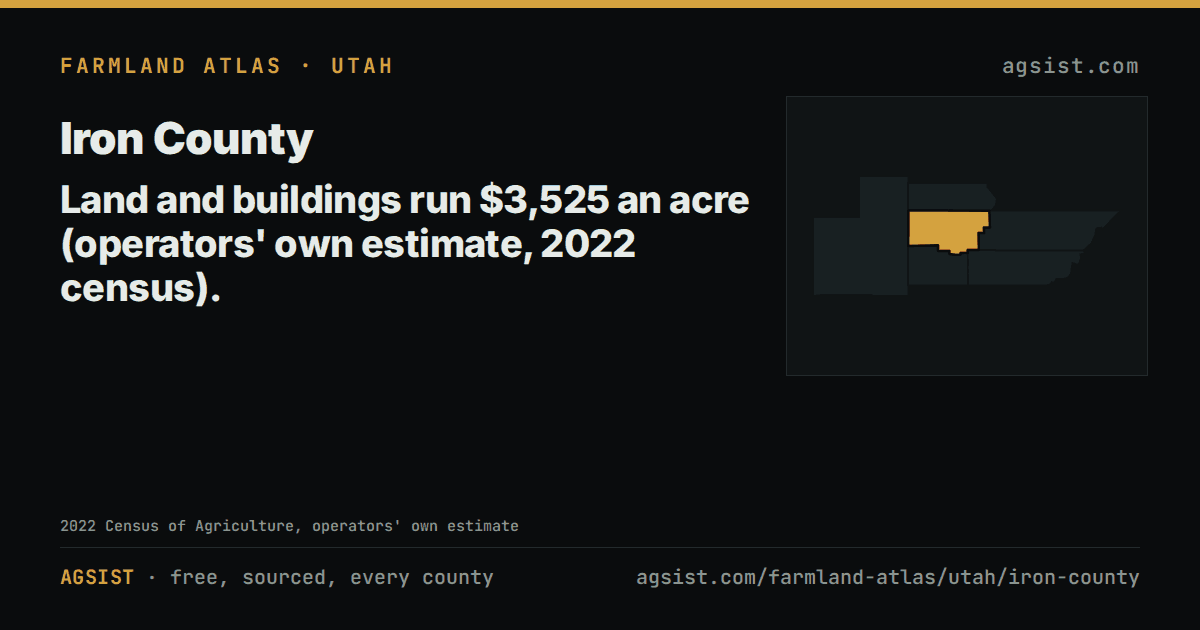 FARMLAND ATLAS · UTAH
agsist.com
Iron County
Land and buildings run $3,525 an acre
(operators' own estimate, 2022
census).
2022 Census of Agriculture, operators' own estimate
AGSIST · free, sourced, every county
agsist.com/farmland-atlas/utah/iron-county